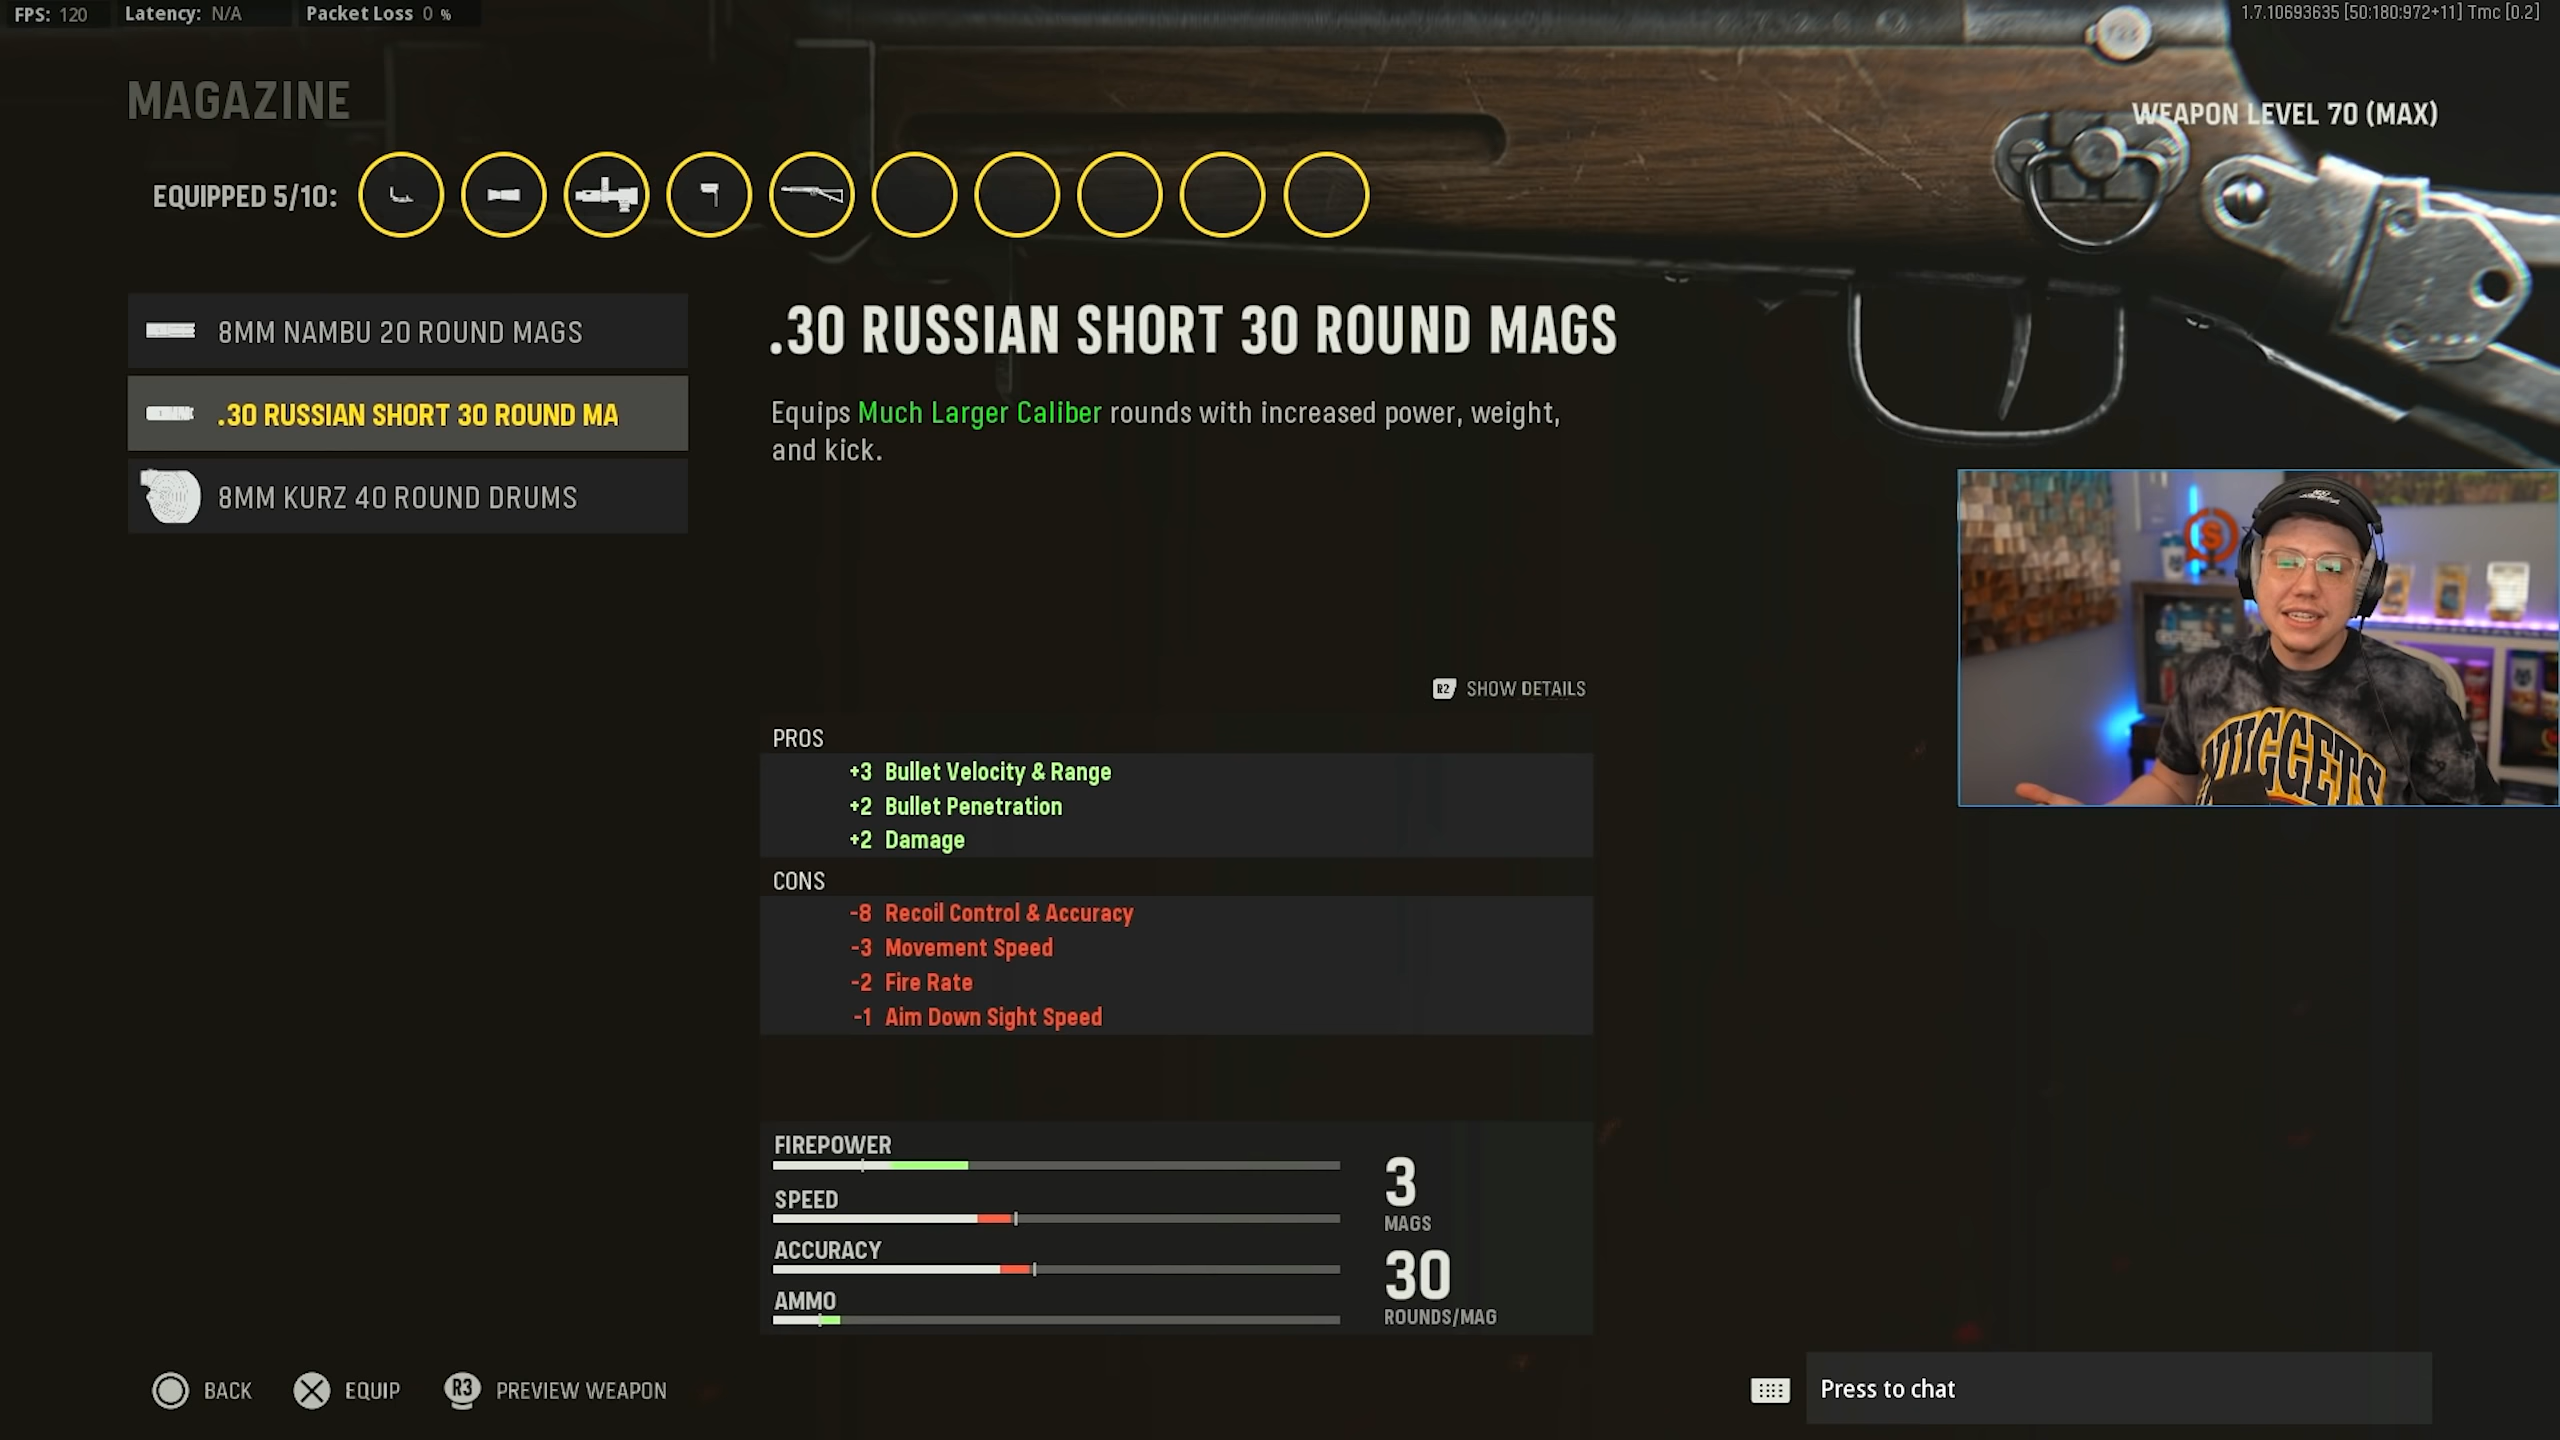 FPS: 120 Latency: N/A Packet Loss 0 %
1.7.10693635 [50:180:972+11] Tmc [0.2]
MAGAZINE
WEAPON LEVEL 70 (MAX)
EQUIPPED 5/10:
8MM NAMBU 20 ROUND MAGS
.30 RUSSIAN SHORT 30 ROUND MA
8MM KURZ 40 ROUND DRUMS
.30 RUSSIAN SHORT 30 ROUND MAGS
Equips Much Larger Caliber rounds with increased power, weight,
and kick.
R2 SHOW DETAILS
PROS
+3 Bullet Velocity & Range
+2 Bullet Penetration
+2 Damage
CONS
-8 Recoil Control & Accuracy
-3 Movement Speed
-2 Fire Rate
-1 Aim Down Sight Speed
FIREPOWER
SPEED
ACCURACY
AMMO
3
MAGS
30
ROUNDS/MAG
NUGGETS
BACK
EQUIP
R3 PREVIEW WEAPON
Press to chat